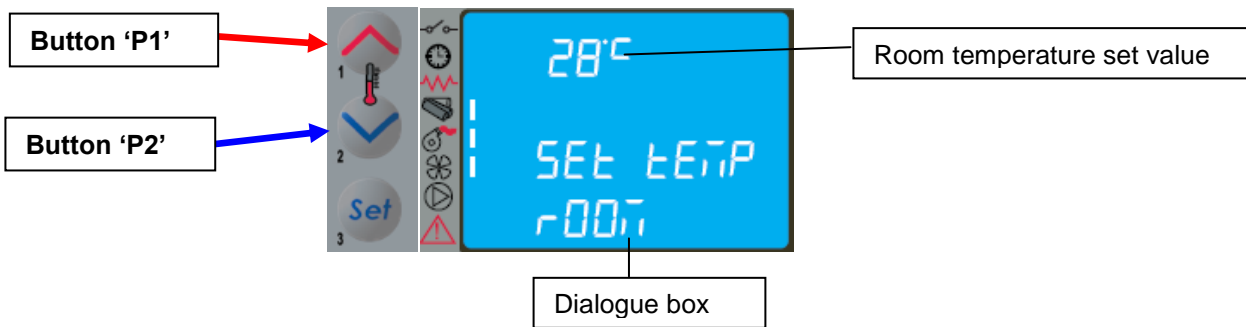 Button ‘P1’
Button ‘P2’
1
2
Set
3
28°C
SEt tEMP
rOOM
Room temperature set value
Dialogue box